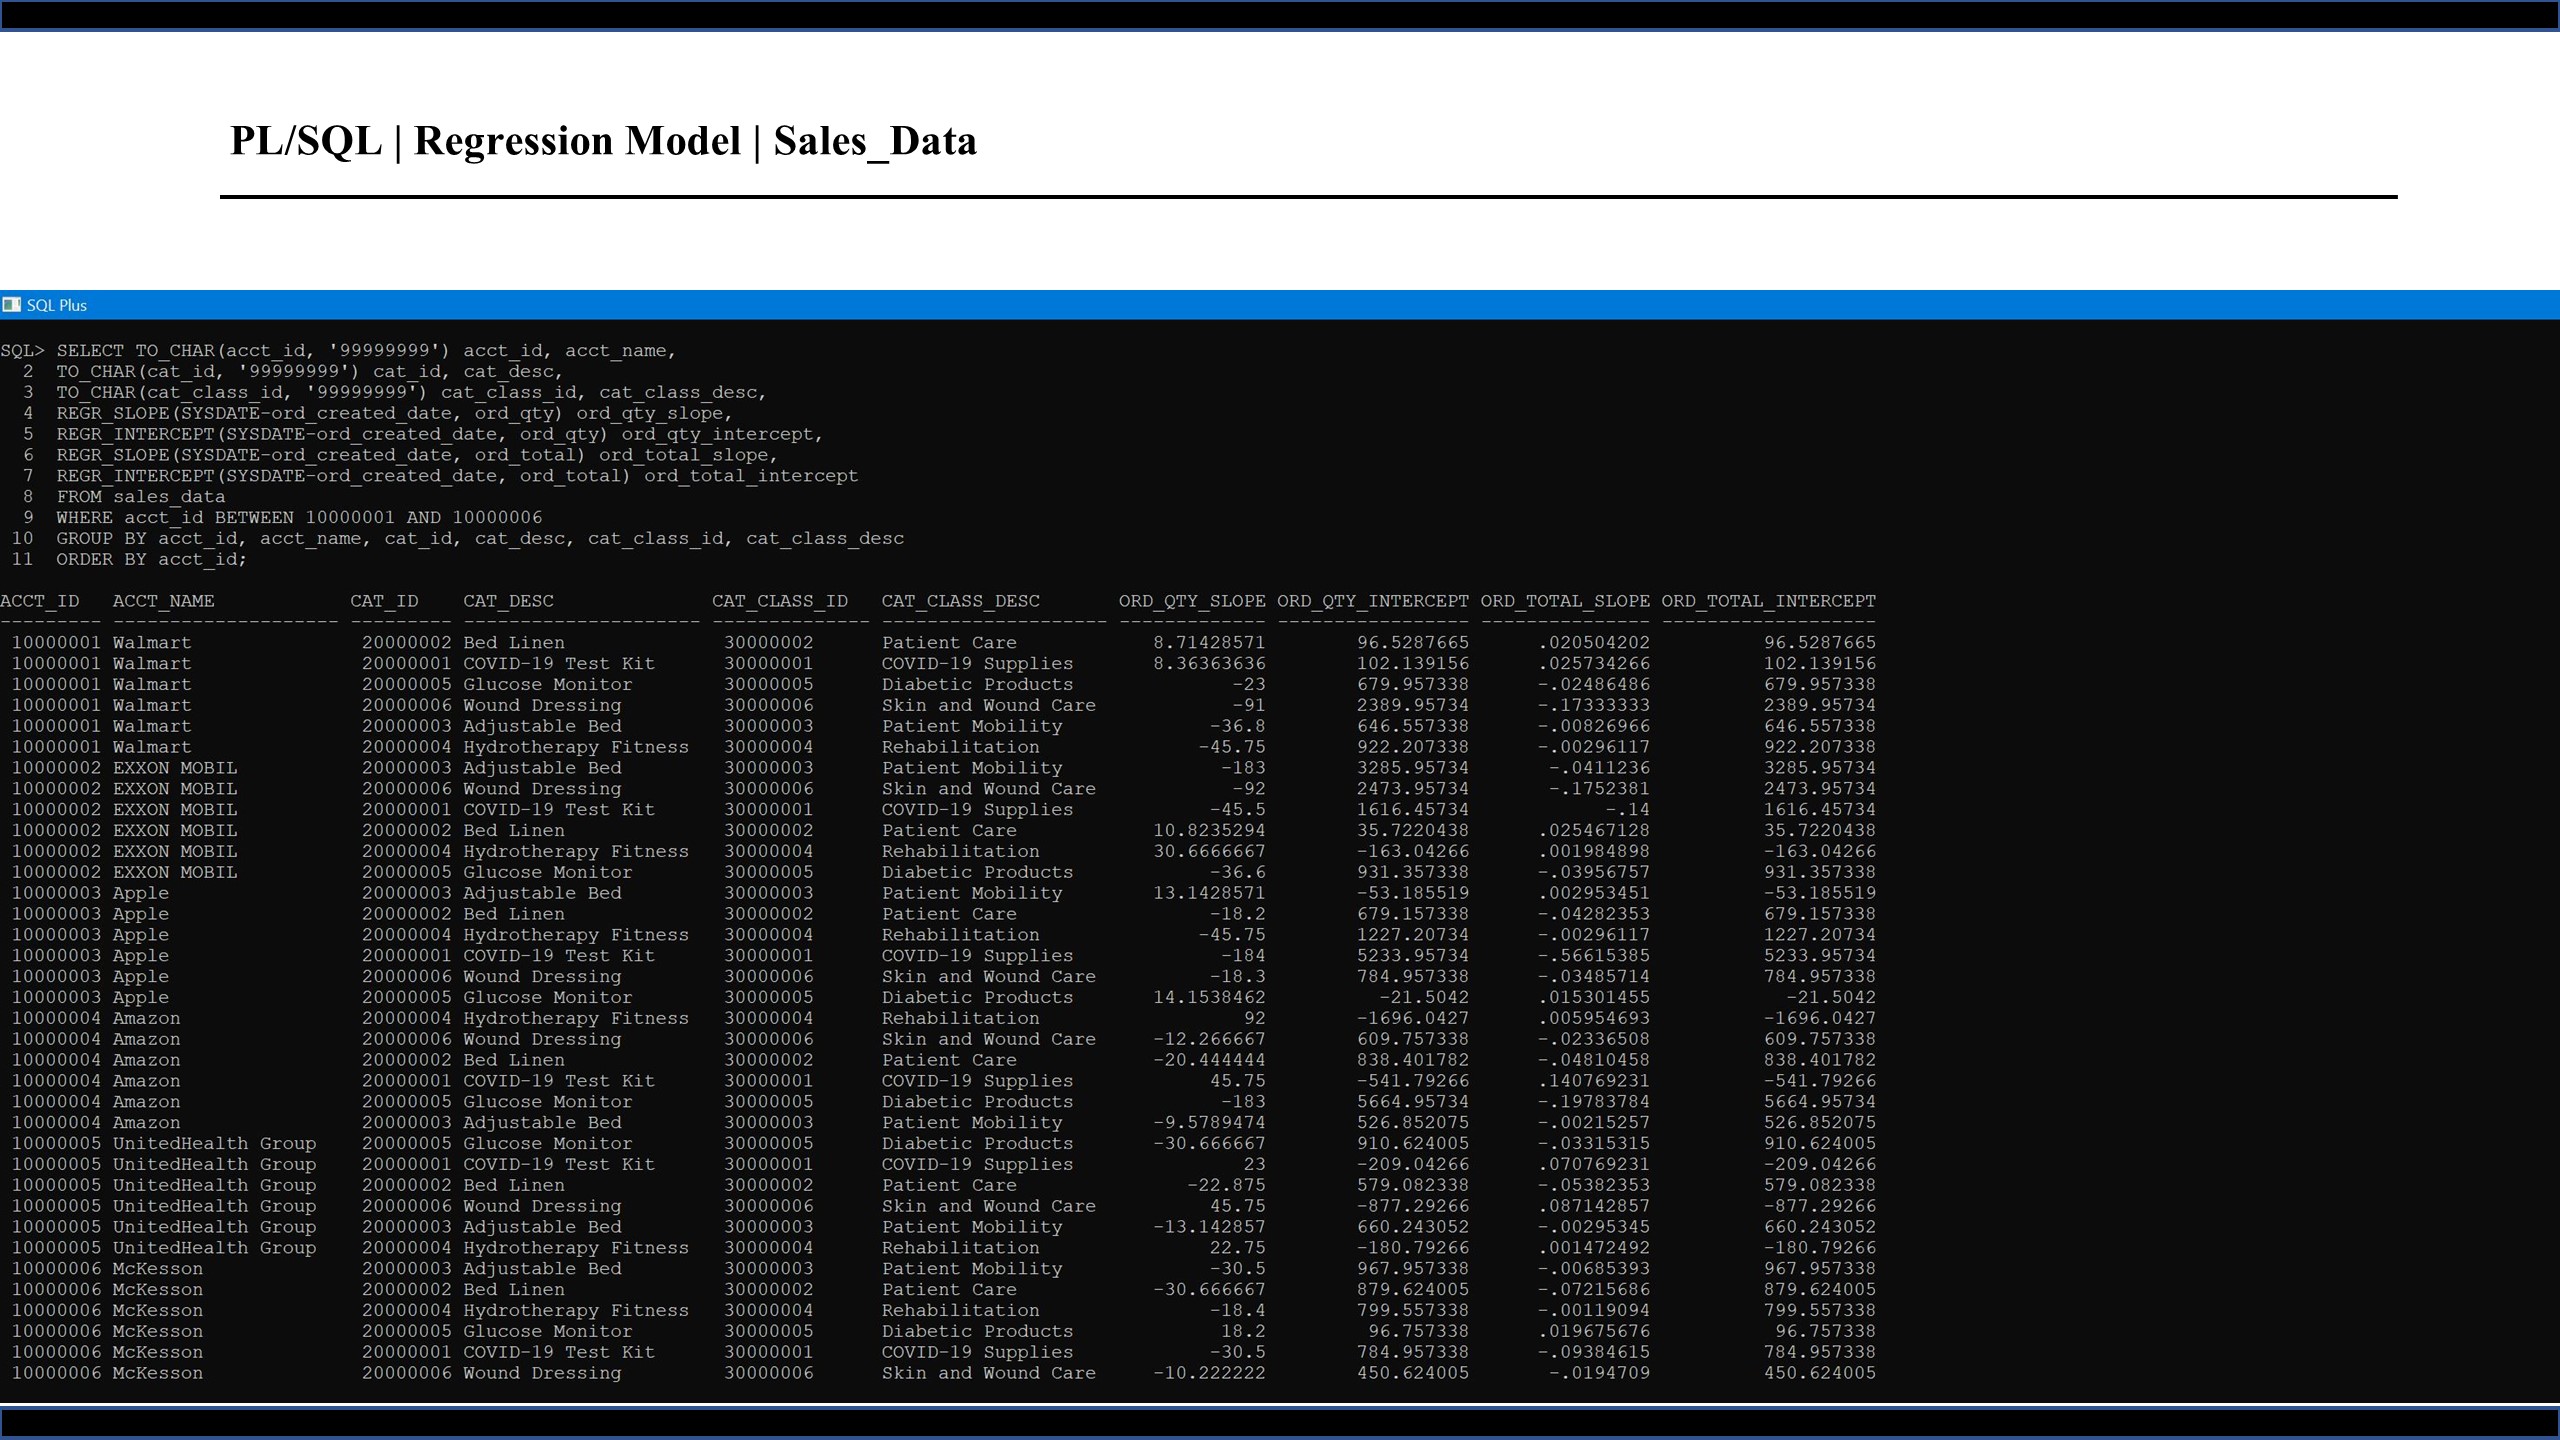 PL/SQL | Regression Model | Sales_Data
SQL Plus
SQL> SELECT TO_CHAR(acct_id, '99999999') acct_id, acct_name,
2 TO_CHAR(cat_id, '99999999') cat_id, cat_desc,
3 TO_CHAR(cat_class_id, '99999999') cat_class_id, cat_class_desc,
4 REGR_SLOPE(SYSDATE-ord_created_date, ord_qty) ord_qty_slope,
5 REGR_INTERCEPT(SYSDATE-ord_created_date, ord_qty) ord_qty_intercept,
6 REGR_SLOPE(SYSDATE-ord_created_date, ord_total) ord_total_slope,
7 REGR_INTERCEPT(SYSDATE-ord_created_date, ord_total) ord_total_intercept
8 FROM sales_data
9 WHERE acct_id BETWEEN 10000001 AND 10000006
10 GROUP BY acct_id, acct_name, cat_id, cat_desc, cat_class_id, cat_class_desc
11 ORDER BY acct_id;
ACCT_ID ACCT_NAME CAT_ID CAT_DESC CAT_CLASS_ID CAT_CLASS_DESC ORD_QTY_SLOPE ORD_QTY_INTERCEPT ORD_TOTAL_SLOPE ORD_TOTAL_INTERCEPT
--------- -------------------- --------- --------------------- -------------- -------------------- ------------- ----------------- --------------- -------------------
10000001 Walmart 20000002 Bed Linen 30000002 Patient Care 8.71428571 96.5287665 .020504202 96.5287665
10000001 Walmart 20000001 COVID-19 Test Kit 30000001 COVID-19 Supplies 8.36363636 102.139156 .025734266 102.139156
10000001 Walmart 20000005 Glucose Monitor 30000005 Diabetic Products -23 679.957338 -.02486486 679.957338
10000001 Walmart 20000006 Wound Dressing 30000006 Skin and Wound Care -91 2389.95734 -.17333333 2389.95734
10000001 Walmart 20000003 Adjustable Bed 30000003 Patient Mobility -36.8 646.557338 -.00826966 646.557338
10000001 Walmart 20000004 Hydrotherapy Fitness 30000004 Rehabilitation -45.75 922.207338 -.00296117 922.207338
10000002 EXXON MOBIL 20000003 Adjustable Bed 30000003 Patient Mobility -183 3285.95734 -.0411236 3285.95734
10000002 EXXON MOBIL 20000006 Wound Dressing 30000006 Skin and Wound Care -92 2473.95734 -.1752381 2473.95734
10000002 EXXON MOBIL 20000001 COVID-19 Test Kit 30000001 COVID-19 Supplies -45.5 1616.45734 -.14 1616.45734
10000002 EXXON MOBIL 20000002 Bed Linen 30000002 Patient Care 10.8235294 35.7220438 .025467128 35.7220438
10000002 EXXON MOBIL 20000004 Hydrotherapy Fitness 30000004 Rehabilitation 30.6666667 -163.04266 .001984898 -163.04266
10000002 EXXON MOBIL 20000005 Glucose Monitor 30000005 Diabetic Products -36.6 931.357338 -.03956757 931.357338
10000003 Apple 20000003 Adjustable Bed 30000003 Patient Mobility 13.1428571 -53.185519 .002953451 -53.185519
10000003 Apple 20000002 Bed Linen 30000002 Patient Care -18.2 679.157338 -.04282353 679.157338
10000003 Apple 20000004 Hydrotherapy Fitness 30000004 Rehabilitation -45.75 1227.20734 -.00296117 1227.20734
10000003 Apple 20000001 COVID-19 Test Kit 30000001 COVID-19 Supplies -184 5233.95734 -.56615385 5233.95734
10000003 Apple 20000006 Wound Dressing 30000006 Skin and Wound Care -18.3 784.957338 -.03485714 784.957338
10000003 Apple 20000005 Glucose Monitor 30000005 Diabetic Products 14.1538462 -21.5042 .015301455 -21.5042
10000004 Amazon 20000004 Hydrotherapy Fitness 30000004 Rehabilitation 92 -1696.0427 .005954693 -1696.0427
10000004 Amazon 20000006 Wound Dressing 30000006 Skin and Wound Care -12.266667 609.757338 -.02336508 609.757338
10000004 Amazon 20000002 Bed Linen 30000002 Patient Care -20.444444 838.401782 -.04810458 838.401782
10000004 Amazon 20000001 COVID-19 Test Kit 30000001 COVID-19 Supplies 45.75 -541.79266 .140769231 -541.79266
10000004 Amazon 20000005 Glucose Monitor 30000005 Diabetic Products -183 5664.95734 -.19783784 5664.95734
10000004 Amazon 20000003 Adjustable Bed 30000003 Patient Mobility -9.5789474 526.852075 -.00215257 526.852075
10000005 UnitedHealth Group 20000005 Glucose Monitor 30000005 Diabetic Products -30.666667 910.624005 -.03315315 910.624005
10000005 UnitedHealth Group 20000001 COVID-19 Test Kit 30000001 COVID-19 Supplies 23 -209.04266 .070769231 -209.04266
10000005 UnitedHealth Group 20000002 Bed Linen 30000002 Patient Care -22.875 579.082338 -.05382353 579.082338
10000005 UnitedHealth Group 20000006 Wound Dressing 30000006 Skin and Wound Care 45.75 -877.29266 .087142857 -877.29266
10000005 UnitedHealth Group 20000003 Adjustable Bed 30000003 Patient Mobility -13.142857 660.243052 -.00295345 660.243052
10000005 UnitedHealth Group 20000004 Hydrotherapy Fitness 30000004 Rehabilitation 22.75 -180.79266 .001472492 -180.79266
10000006 McKesson 20000003 Adjustable Bed 30000003 Patient Mobility -30.5 967.957338 -.00685393 967.957338
10000006 McKesson 20000002 Bed Linen 30000002 Patient Care -30.666667 879.624005 -.07215686 879.624005
10000006 McKesson 20000004 Hydrotherapy Fitness 30000004 Rehabilitation -18.4 799.557338 -.00119094 799.557338
10000006 McKesson 20000005 Glucose Monitor 30000005 Diabetic Products 18.2 96.757338 .019675676 96.757338
10000006 McKesson 20000001 COVID-19 Test Kit 30000001 COVID-19 Supplies -30.5 784.957338 -.09384615 784.957338
10000006 McKesson 20000006 Wound Dressing 30000006 Skin and Wound Care -10.222222 450.624005 -.0194709 450.624005